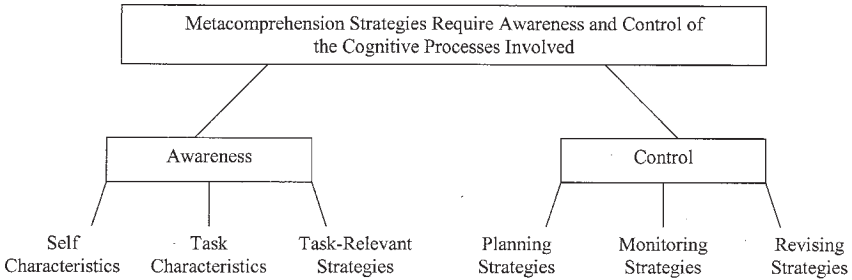 Metacomprehension Strategies Require Awareness and Control of
the Cognitive Processes Involved
Awareness
Control
Self
Characteristics
Task
Characteristics
Task-Relevant
Strategies
Planning
Strategies
Monitoring
Strategies
Revising
Strategies